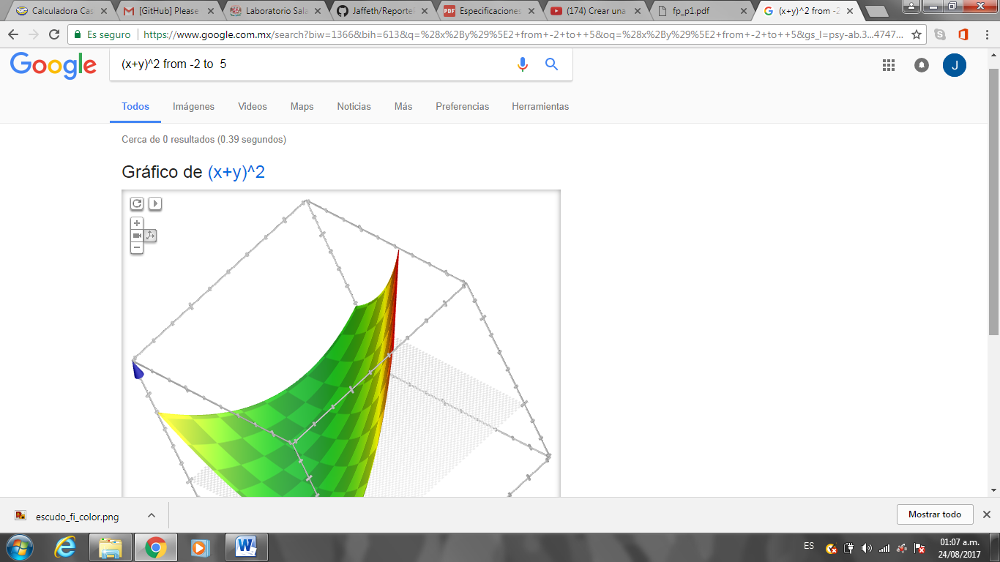 Calculadora Cas
[GitHub] Please
Laboratorio Sala
Jaffeth/Reporte
Especificaciones
(174) Crear una
fp_p1.pdf
(x+y)^2 from -2
Es seguro
https://www.google.com.mx/search?biw=1366&bih=613&q=%28x%2By%29%5E2+from+-2+to++5&oq=%28x%2By%29%5E2+from+-2+to++5&gs_l=psy-ab.3...4747...
Google
(x+y)^2 from -2 to  5
J
Todos Imágenes Videos Maps Noticias Más Preferencias Herramientas
Cerca de 0 resultados (0.39 segundos)
Gráfico de (x+y)^2
escudo_fi_color.png
Mostrar todo
ES
01:07 a.m.
24/08/2017